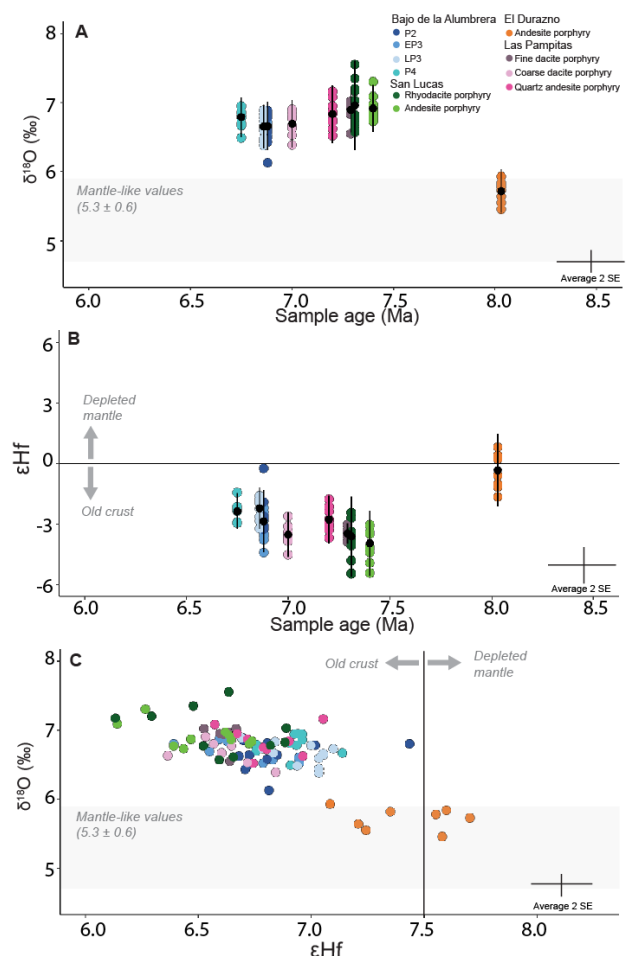 A
Bajo de la Alumbrera
P2
EP3
LP3
P4
San Lucas
Rhyodacite porphyry
Andesite porphyry
El Durazno
Andesite porphyry
Las Pampitas
Fine dacite porphyry
Coarse dacite porphyry
Quartz andesite porphyry
δ18O (‰)
8
7
6
5
Mantle-like values
(5.3 ± 0.6)
Average 2 SE
6.0 6.5 7.0 7.5 8.0 8.5
Sample age (Ma)
B
εHf
6
3
0
-3
-6
Depleted
mantle
Old crust
Average 2 SE
6.0 6.5 7.0 7.5 8.0 8.5
Sample age (Ma)
C
δ18O (‰)
8
7
6
5
Old crust
Depleted
mantle
Mantle-like values
(5.3 ± 0.6)
Average 2 SE
6.0 6.5 7.0 7.5 8.0
εHf